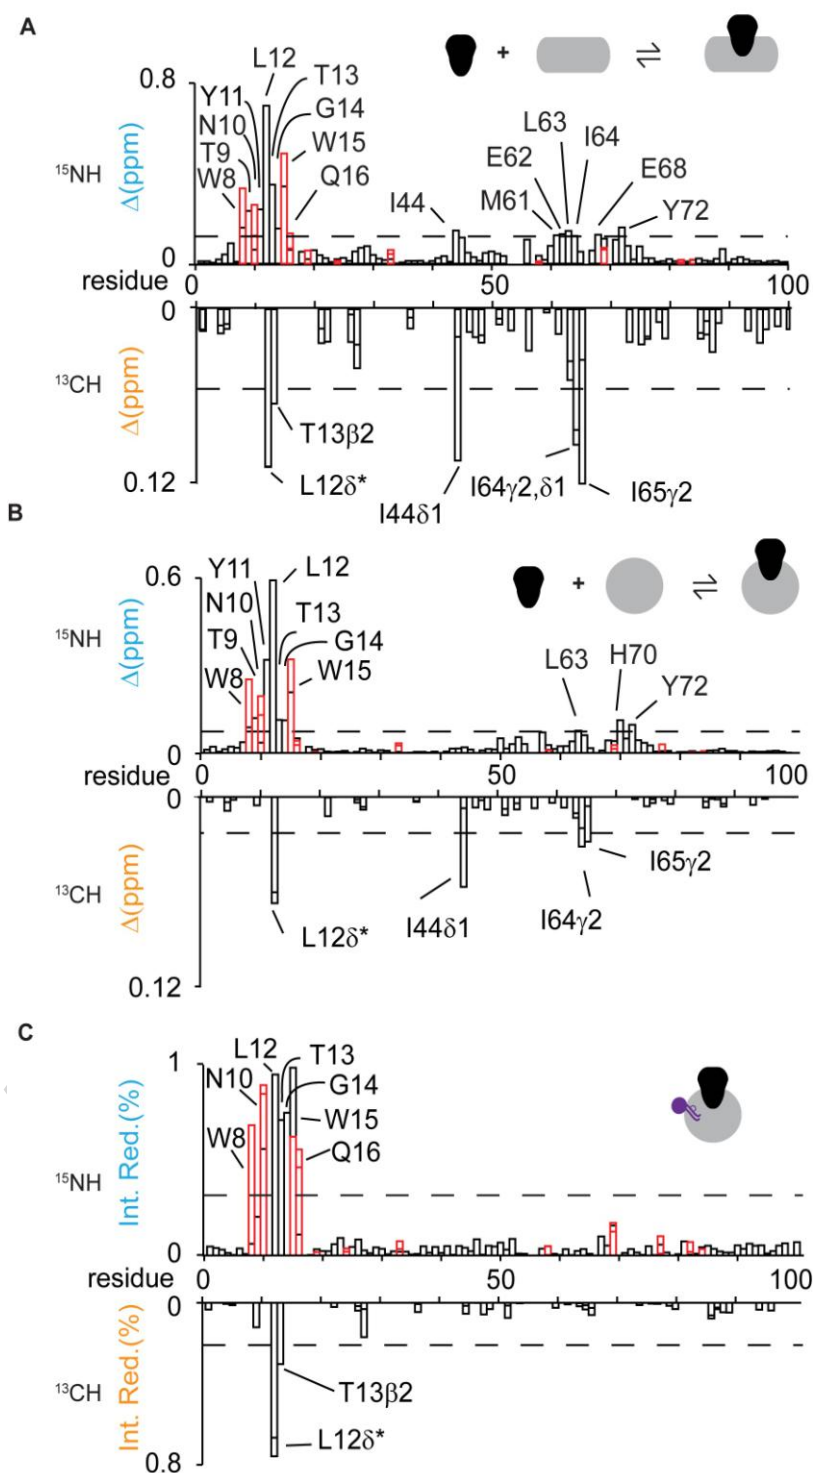 A
0.8
Δ(ppm)
¹⁵NH
0
L12
T13
Y11
G14
N10
W15
T9
Q16
W8
I44
L63
I64
E62
E68
M61
Y72
+
⇌
residue
0
50
100
0
Δ(ppm)
¹³CH
0.12
T13β2
L12δ*
I44δ1
I64γ2,δ1
I65γ2
B
0.6
Δ(ppm)
¹⁵NH
0
Y11
L12
N10
T13
T9
G14
W8
W15
L63
H70
Y72
+
⇌
residue
0
50
100
0
Δ(ppm)
¹³CH
0.12
L12δ*
I44δ1
I64γ2
I65γ2
C
1
Int. Red.(%)
¹⁵NH
0
L12
T13
N10
G14
W15
W8
Q16
residue
0
50
100
0
Int. Red.(%)
¹³CH
0.8
T13β2
L12δ*